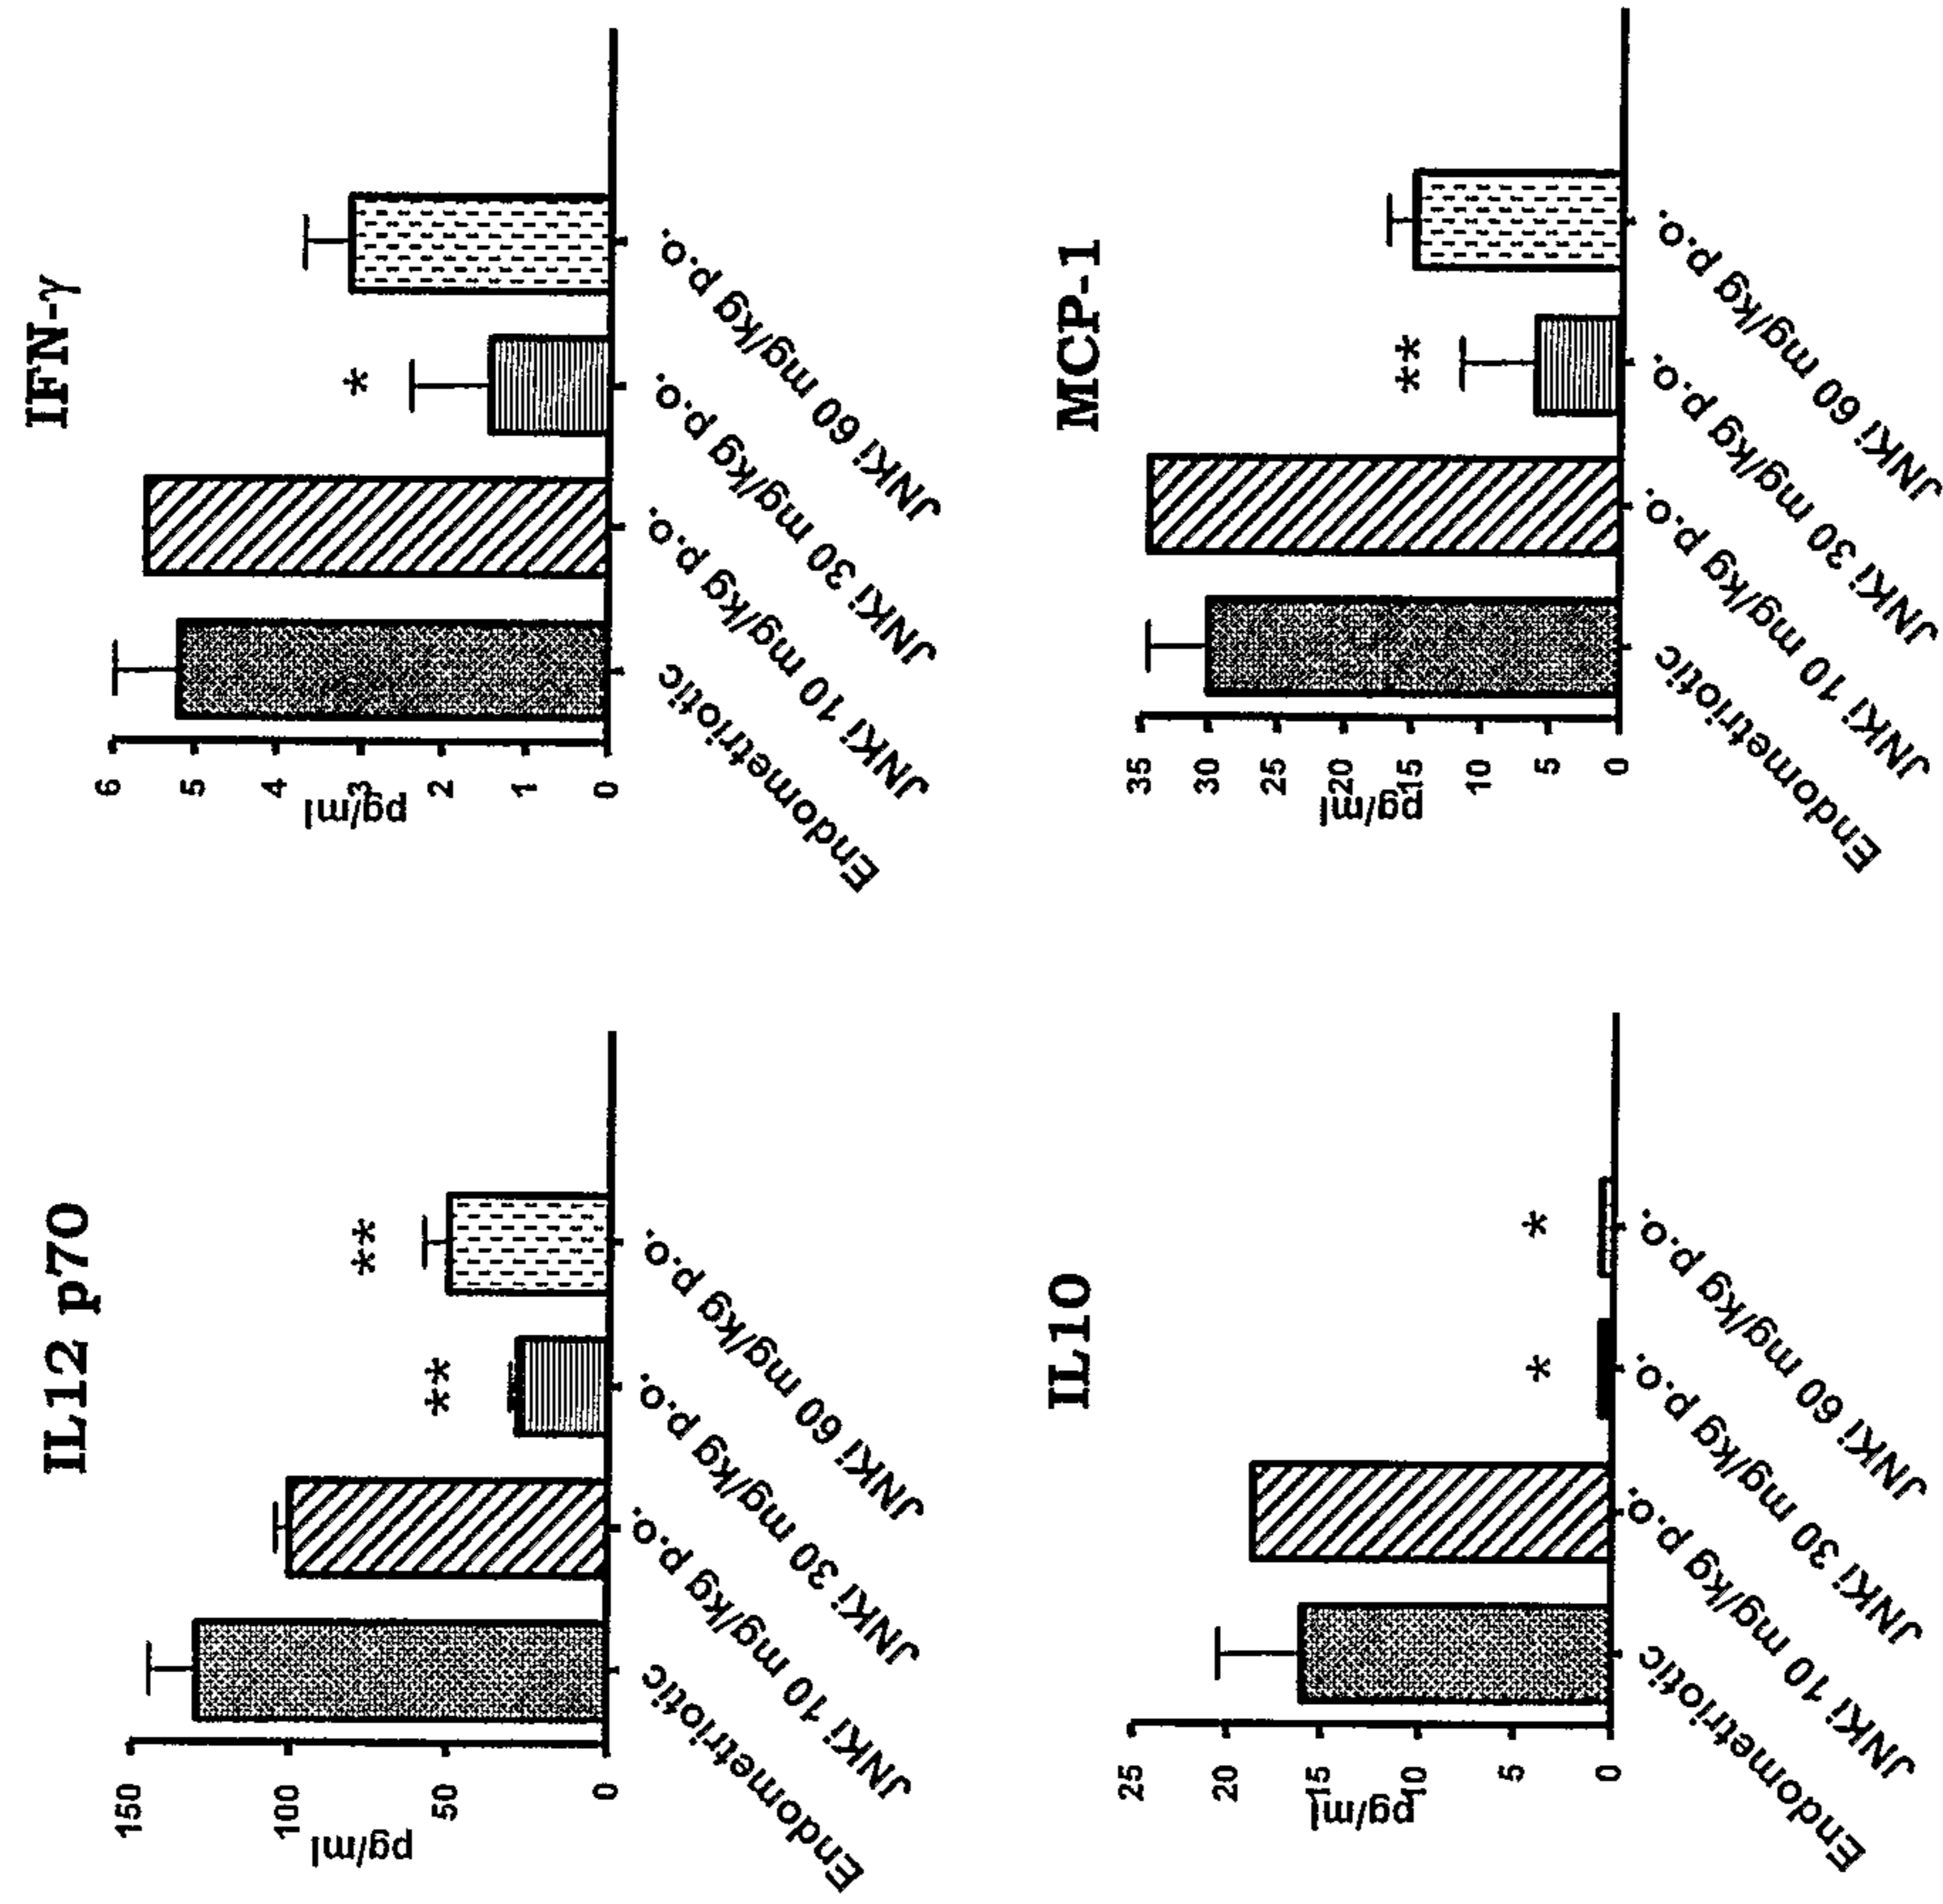 IL12 p70
**
**
150
100
50
0
pg/ml
Endometriotic
JNKi 10 mg/kg p.o.
JNKi 30 mg/kg p.o.
JNKi 60 mg/kg p.o.
IFN-γ
*
6
5
4
3
2
1
0
pg/ml
Endometriotic
JNKi 10 mg/kg p.o.
JNKi 30 mg/kg p.o.
JNKi 60 mg/kg p.o.
IL10
*
*
25
20
15
10
5
0
pg/ml
Endometriotic
JNKi 10 mg/kg p.o.
JNKi 30 mg/kg p.o.
JNKi 60 mg/kg p.o.
MCP-1
**
35
30
25
20
15
10
5
0
pg/ml
Endometriotic
JNKi 10 mg/kg p.o.
JNKi 30 mg/kg p.o.
JNKi 60 mg/kg p.o.